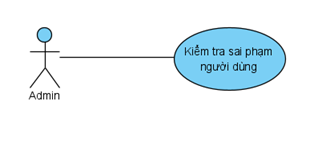 Kiểm tra sai phạm
người dùng
Admin